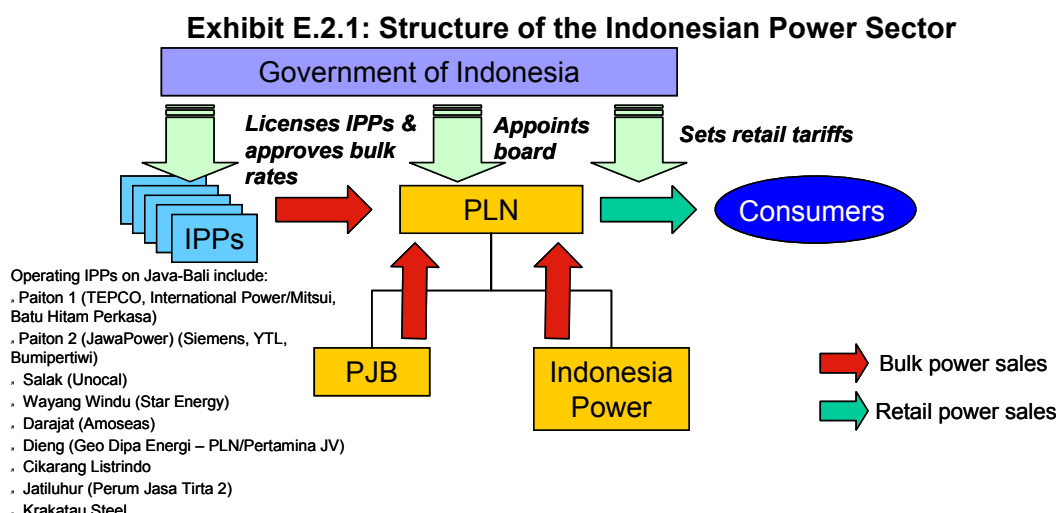 Exhibit E.2.1: Structure of the Indonesian Power Sector
Government of Indonesia
Licenses IPPs &
approves bulk
rates
Appoints
board
Sets retail tariffs
IPPs
PLN
Consumers
Operating IPPs on Java-Bali include:
Paiton 1 (TEPCO, International Power/Mitsui,
Batu Hitam Perkasa)
Paiton 2 (JawaPower) (Siemens, YTL,
Bumipertiwi)
Salak (Unocal)
Wayang Windu (Star Energy)
Darajat (Amoseas)
Dieng (Geo Dipa Energi – PLN/Pertamina JV)
Cikarang Listrindo
Jatiluhur (Perum Jasa Tirta 2)
Krakatau Steel
PJB
Indonesia
Power
Bulk power sales
Retail power sales